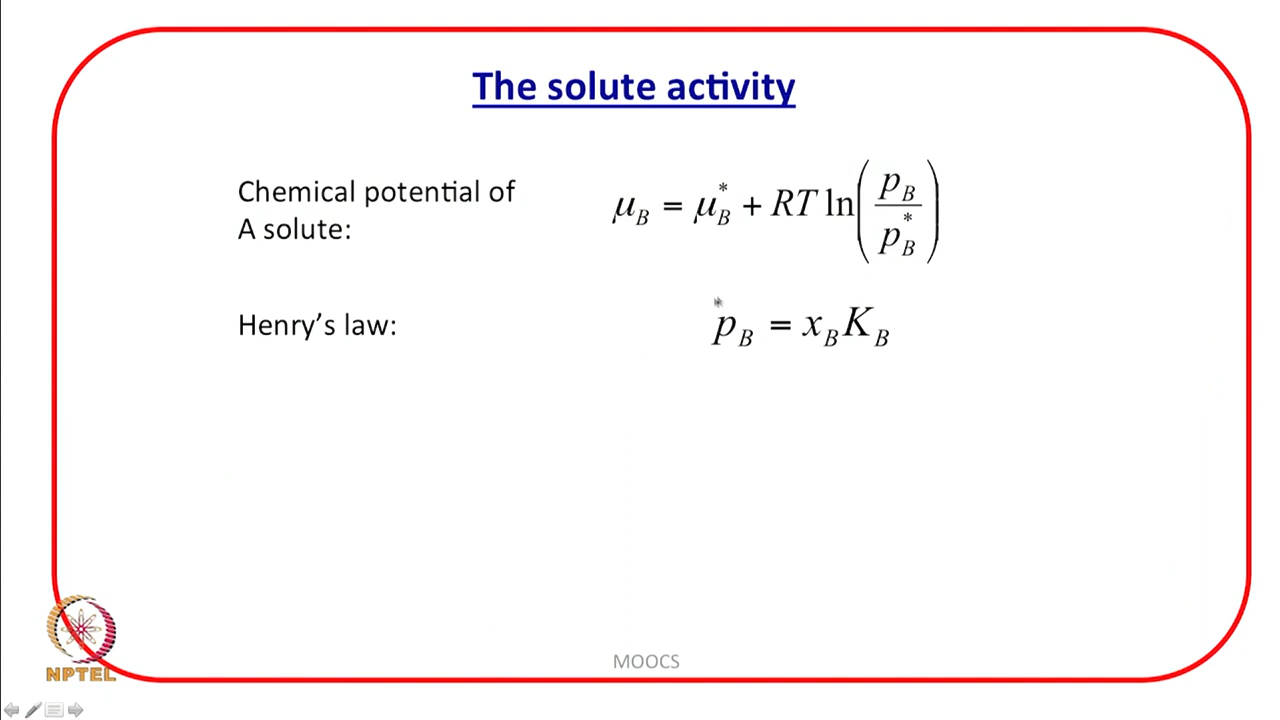 The solute activity
Chemical potential of
A solute:
μ_B = μ_B^* + RT ln(p_B / p_B^*)
Henry’s law:
p_B = x_B K_B
NPTEL
MOOCS